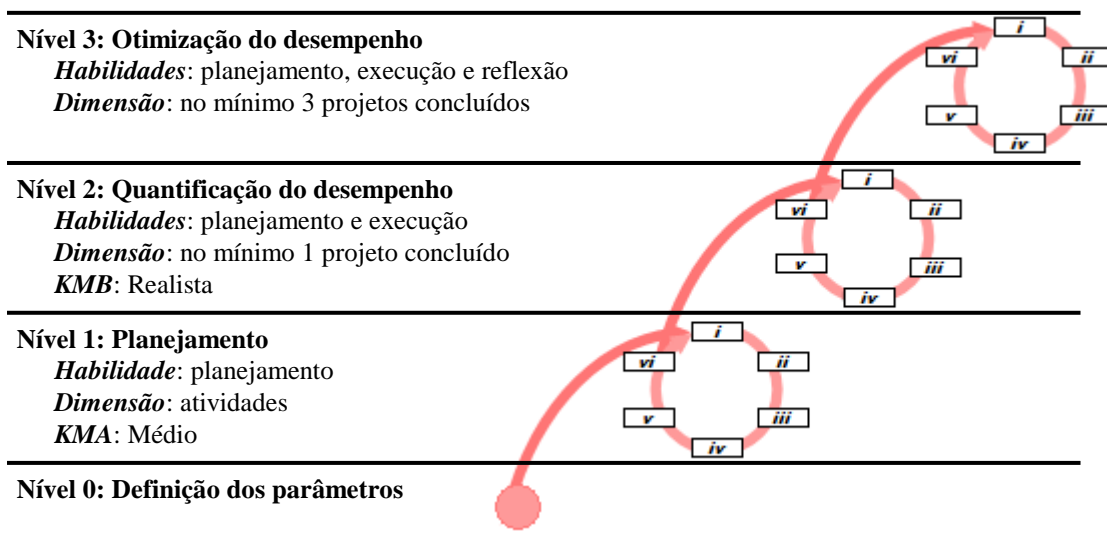 Nível 3: Otimização do desempenho
Habilidades: planejamento, execução e reflexão
Dimensão: no mínimo 3 projetos concluídos
i
ii
iii
iv
v
vi
Nível 2: Quantificação do desempenho
Habilidades: planejamento e execução
Dimensão: no mínimo 1 projeto concluído
KMB: Realista
i
ii
iii
iv
v
vi
Nível 1: Planejamento
Habilidade: planejamento
Dimensão: atividades
KMA: Médio
i
ii
iii
iv
v
vi
Nível 0: Definição dos parâmetros